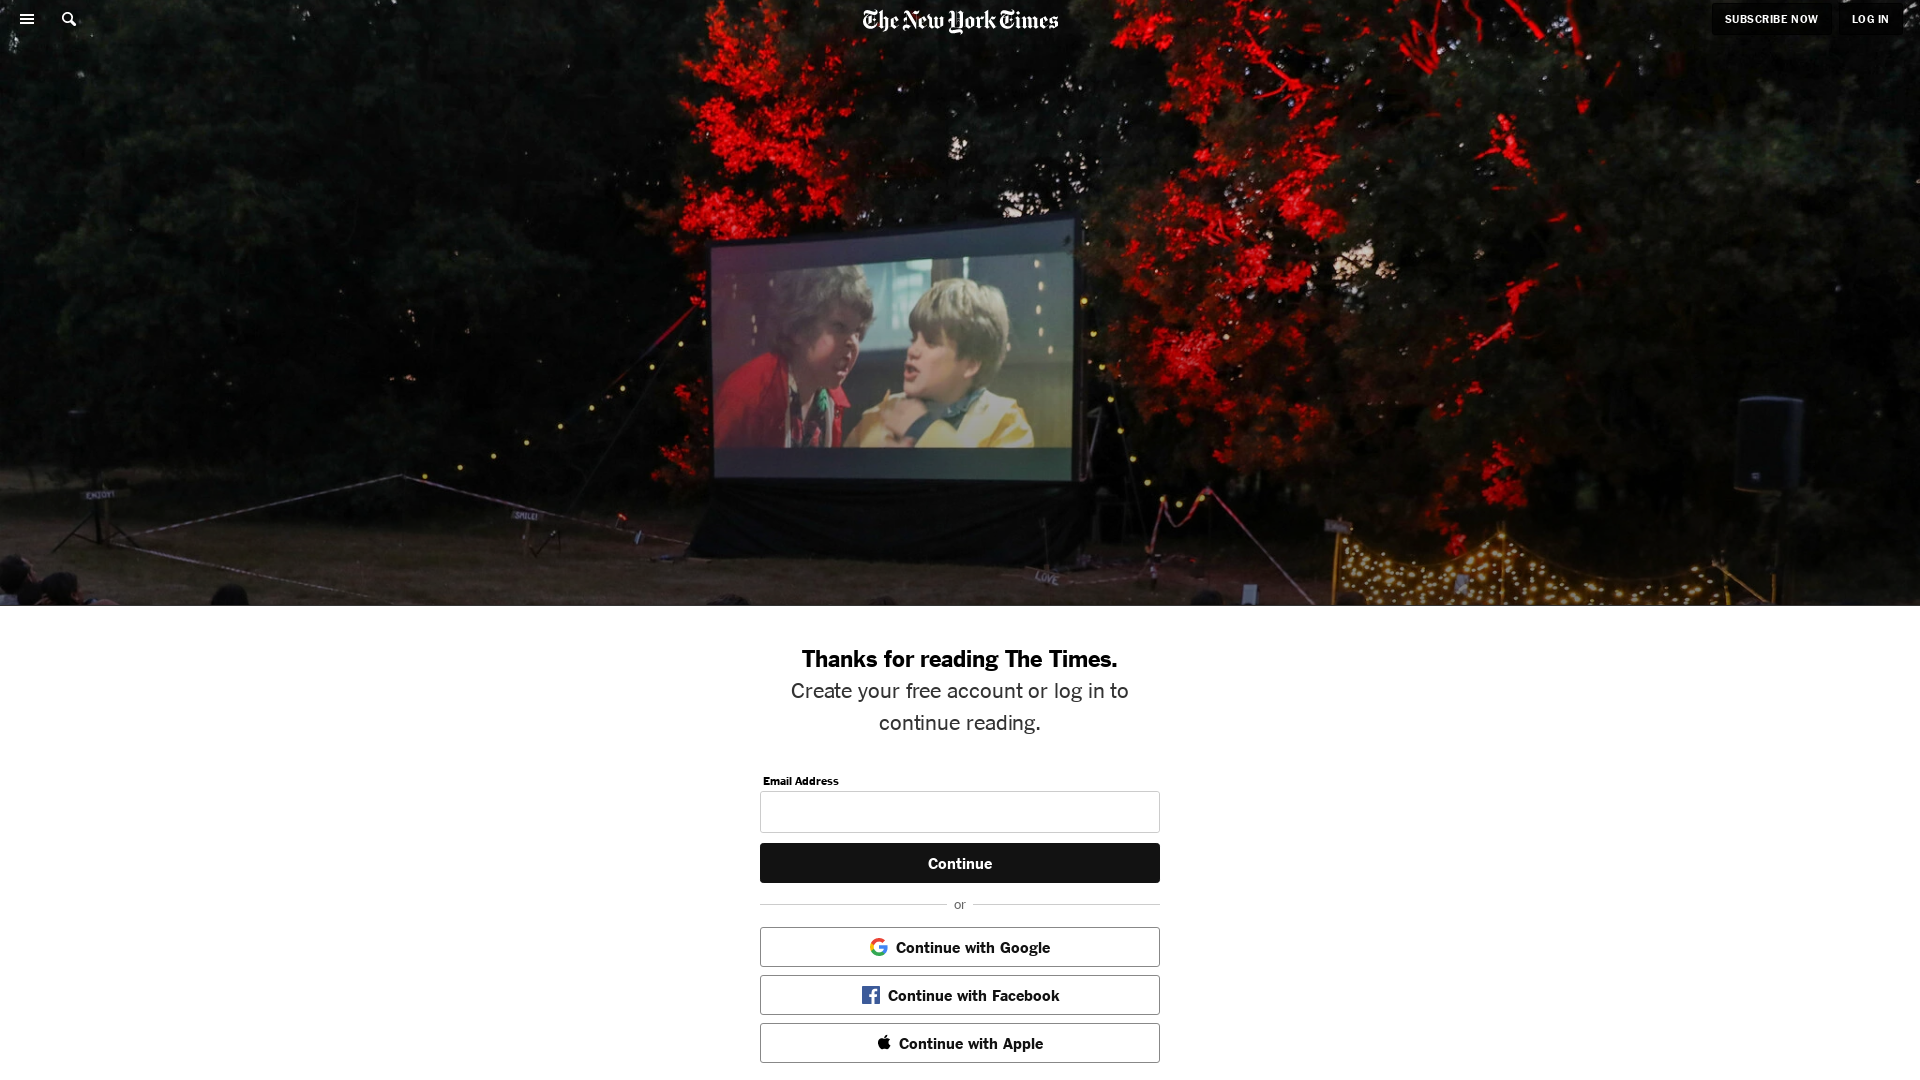 The New York Times
SUBSCRIBE NOW
LOG IN
ENJOY!
SMILE!
LOVE
Thanks for reading The Times.
Create your free account or log in to
continue reading.
Email Address
Continue
or
Continue with Google
Continue with Facebook
Continue with Apple